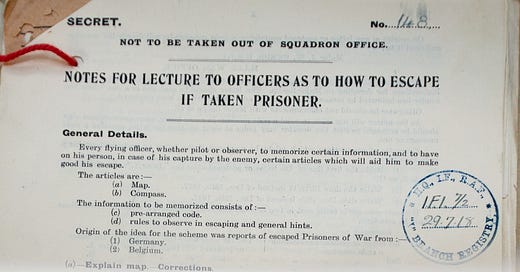 SECRET.
No. 148
NOT TO BE TAKEN OUT OF SQUADRON OFFICE.
NOTES FOR LECTURE TO OFFICERS AS TO HOW TO ESCAPE
IF TAKEN PRISONER.
General Details.
Every flying officer, whether pilot or observer, to memorize certain information, and to have
on his person, in case of his capture by the enemy, certain articles which will aid him to make
good his escape.
The articles are:—
(a) Map.
(b) Compass.
The information to be memorized consists of:—
(c) pre-arranged code.
(d) rules to observe in escaping and general hints.
Origin of the idea for the scheme was reports of escaped Prisoners of War from:—
(1) Germany.
(2) Belgium.
(a)—Explain map. Corrections.
H.Q. I.F., R.A.F.
29.7.18
BRANCH REGISTRY